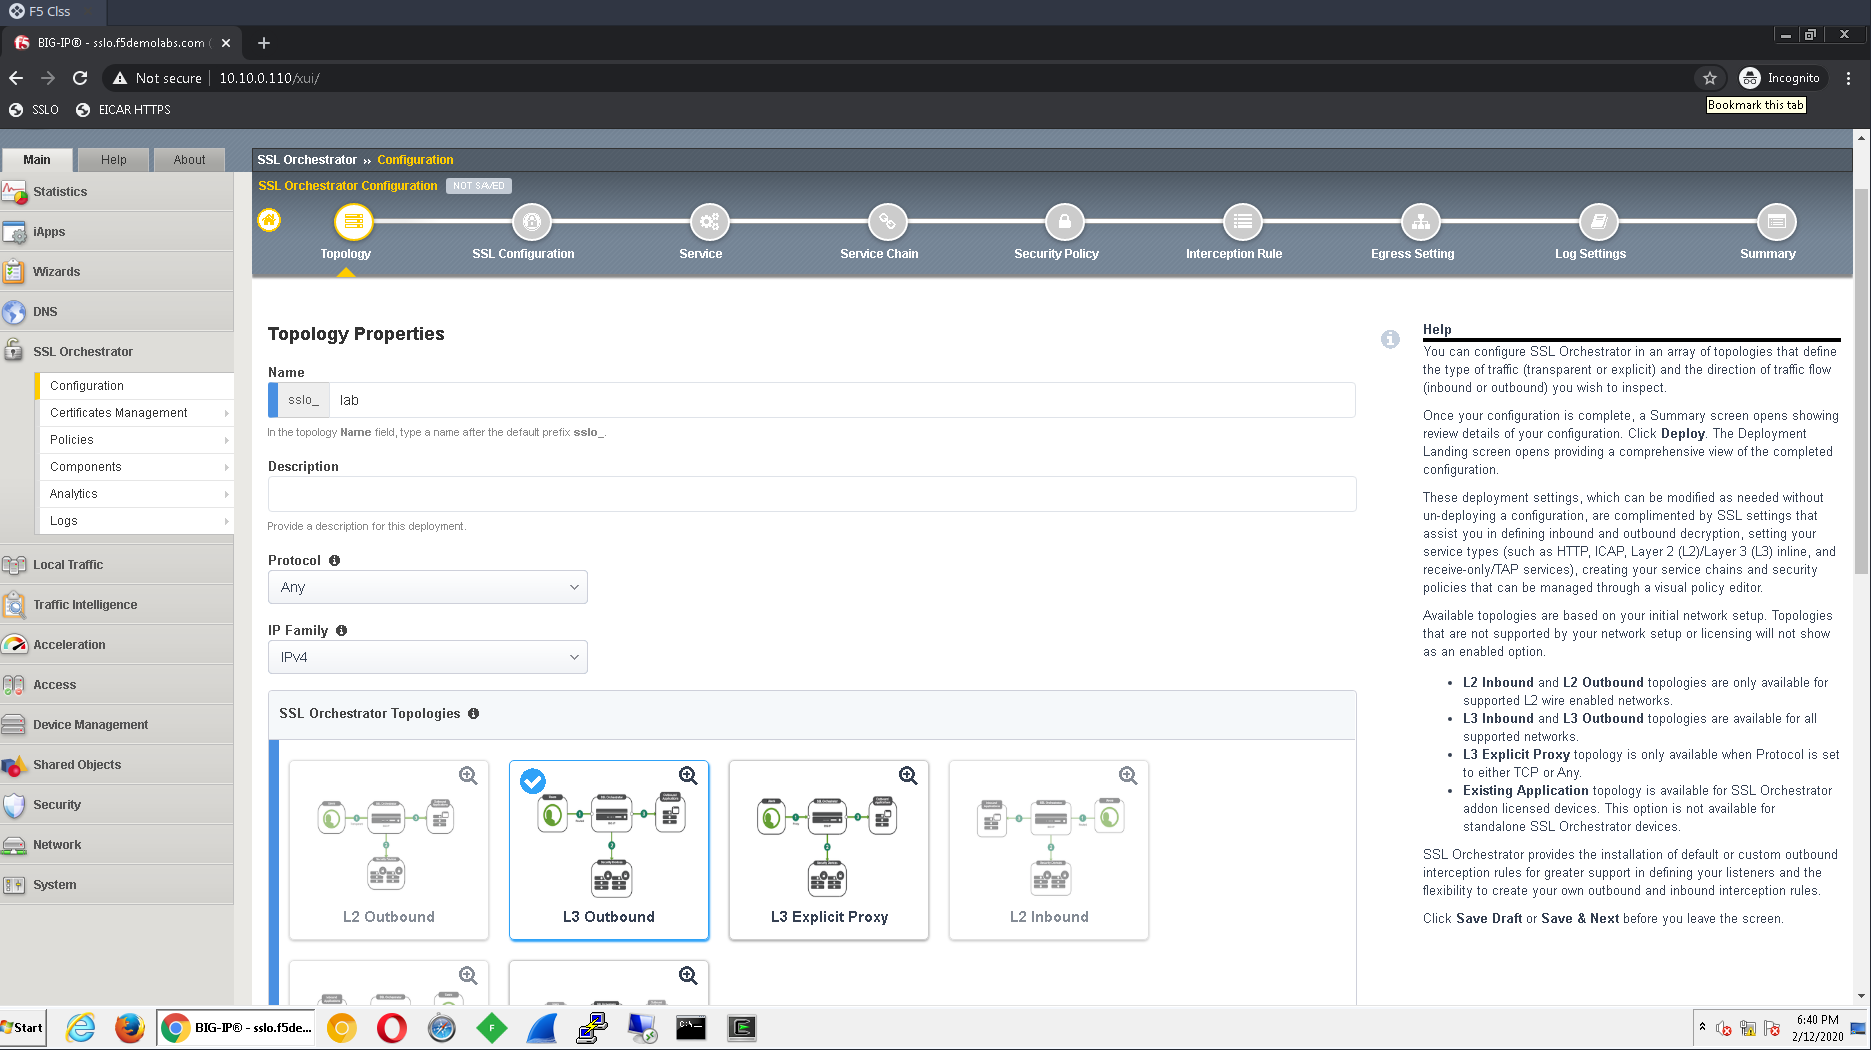 F5 Clss
BIG-IP® - sslo.f5demolabs.com (
Not secure
10.10.0.110/xui/
Incognito
SSLO
EICAR HTTPS
Bookmark this tab
Main
Help
About
SSL Orchestrator ›› Configuration
SSL Orchestrator Configuration
NOT SAVED
Topology
SSL Configuration
Service
Service Chain
Security Policy
Interception Rule
Egress Setting
Log Settings
Summary
Statistics
iApps
Wizards
DNS
SSL Orchestrator
Configuration
Certificates Management
Policies
Components
Analytics
Logs
Local Traffic
Traffic Intelligence
Acceleration
Access
Device Management
Shared Objects
Security
Network
System
Topology Properties
Name
sslo_
lab
In the topology Name field, type a name after the default prefix sslo_.
Description
Provide a description for this deployment.
Protocol
Any
IP Family
IPv4
SSL Orchestrator Topologies
L2 Outbound
L3 Outbound
L3 Explicit Proxy
L2 Inbound
Help
You can configure SSL Orchestrator in an array of topologies that define
the type of traffic (transparent or explicit) and the direction of traffic flow
(inbound or outbound) you wish to inspect.
Once your configuration is complete, a Summary screen opens showing
review details of your configuration. Click Deploy. The Deployment
Landing screen opens providing a comprehensive view of the completed
configuration.
These deployment settings, which can be modified as needed without
un-deploying a configuration, are complimented by SSL settings that
assist you in defining inbound and outbound decryption, setting your
service types (such as HTTP, ICAP, Layer 2 (L2)/Layer 3 (L3) inline, and
receive-only/TAP services), creating your service chains and security
policies that can be managed through a visual policy editor.
Available topologies are based on your initial network setup. Topologies
that are not supported by your network setup or licensing will not show
as an enabled option.
• L2 Inbound and L2 Outbound topologies are only available for
supported L2 wire enabled networks.
• L3 Inbound and L3 Outbound topologies are available for all
supported networks.
• L3 Explicit Proxy topology is only available when Protocol is set
to either TCP or Any.
• Existing Application topology is available for SSL Orchestrator
addon licensed devices. This option is not available for
standalone SSL Orchestrator devices.
SSL Orchestrator provides the installation of default or custom outbound
interception rules for greater support in defining your listeners and the
flexibility to create your own outbound and inbound interception rules.
Click Save Draft or Save & Next before you leave the screen.
Start
BIG-IP® - sslo.f5de...
6:40 PM
2/12/2020